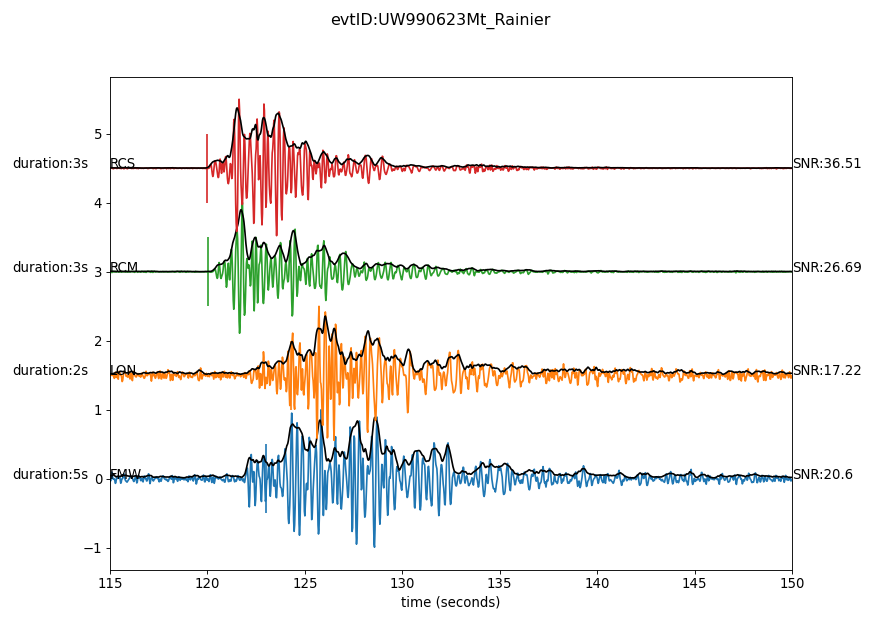 evtID:UW990623Mt_Rainier
5
duration:3s RCS SNR:36.51
4
duration:3s RCM SNR:26.69
3
2
duration:2s LON SNR:17.22
1
duration:5s FMW SNR:20.6
0
−1
115 120 125 130 135 140 145 150
time (seconds)